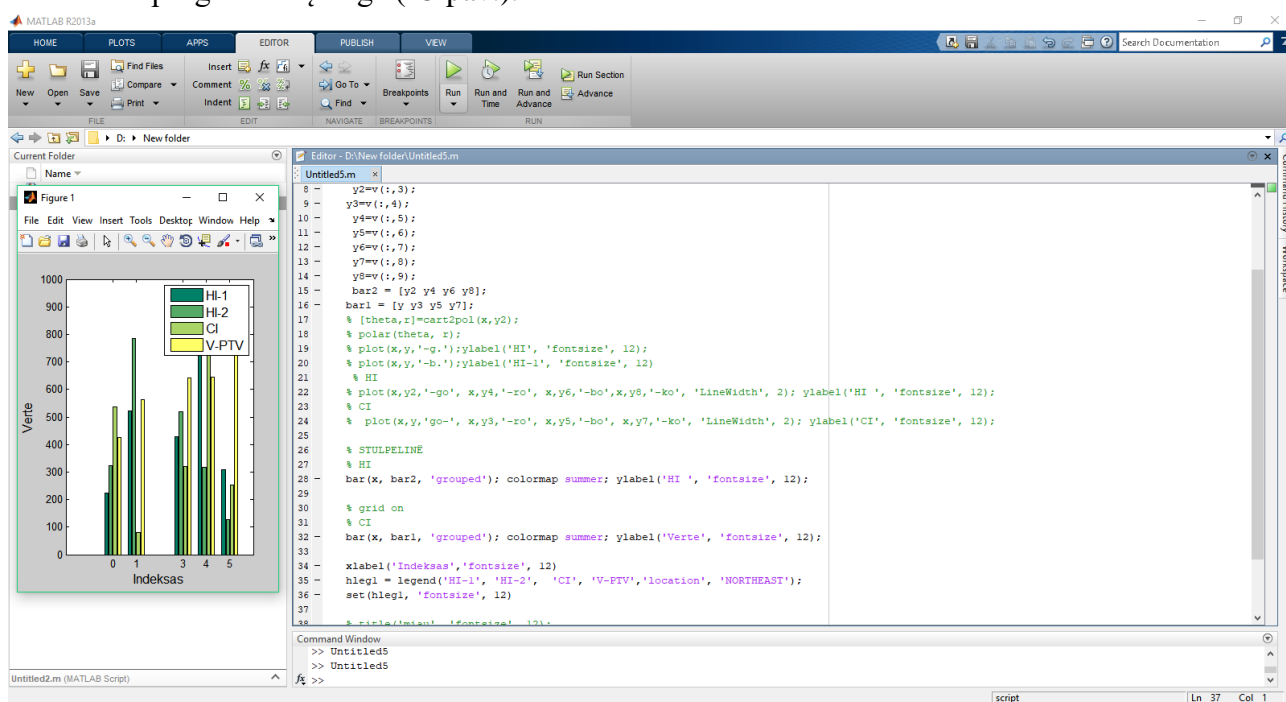 MATLAB R2013a
HOME PLOTS APPS EDITOR PUBLISH VIEW Search Documentation
Find Files Insert fx
Compare Comment % Go To Run Section
New Open Save Print Indent Find Breakpoints Run Run and Time Run and Advance Advance
FILE EDIT NAVIGATE BREAKPOINTS RUN
D: New folder
Current Folder
Name
Editor - D:\New folder\Untitled5.m
Untitled5.m
Figure 1
File Edit View Insert Tools Desktop Window Help
1000
900
800
700
600
500
400
300
200
100
0
Verte
0 1 3 4 5
Indeksas
HI-1
HI-2
CI
V-PTV
8 y2=v(:,3);
9 y3=v(:,4);
10 y4=v(:,5);
11 y5=v(:,6);
12 y6=v(:,7);
13 y7=v(:,8);
14 y8=v(:,9);
15 bar2 = [y2 y4 y6 y8];
16 bar1 = [y y3 y5 y7];
17 % [theta,r]=cart2pol(x,y2);
18 % polar(theta, r);
19 % plot(x,y,'-g.');ylabel('HI', 'fontsize', 12);
20 % plot(x,y,'-b.');ylabel('HI-1', 'fontsize', 12)
21 % HI
22 % plot(x,y2,'-go', x,y4,'-ro', x,y6,'-bo',x,y8,'-ko', 'LineWidth', 2); ylabel('HI ', 'fontsize', 12);
23 % CI
24 % plot(x,y,'go-', x,y3,'-ro', x,y5,'-bo', x,y7,'-ko', 'LineWidth', 2); ylabel('CI', 'fontsize', 12);
25
26 % STULPELINË
27 % HI
28 bar(x, bar2, 'grouped'); colormap summer; ylabel('HI ', 'fontsize', 12);
29
30 % grid on
31 % CI
32 bar(x, bar1, 'grouped'); colormap summer; ylabel('Verte', 'fontsize', 12);
33
34 xlabel('Indeksas','fontsize', 12)
35 hleg1 = legend('HI-1', 'HI-2', 'CI', 'V-PTV','location', 'NORTHEAST');
36 set(hleg1, 'fontsize', 12)
37
38 % title('miau', 'fontsize', 12);
Command Window
>> Untitled5
>> Untitled5
fx >>
Command History
Workspace
Untitled2.m (MATLAB Script)
script Ln 37 Col 1